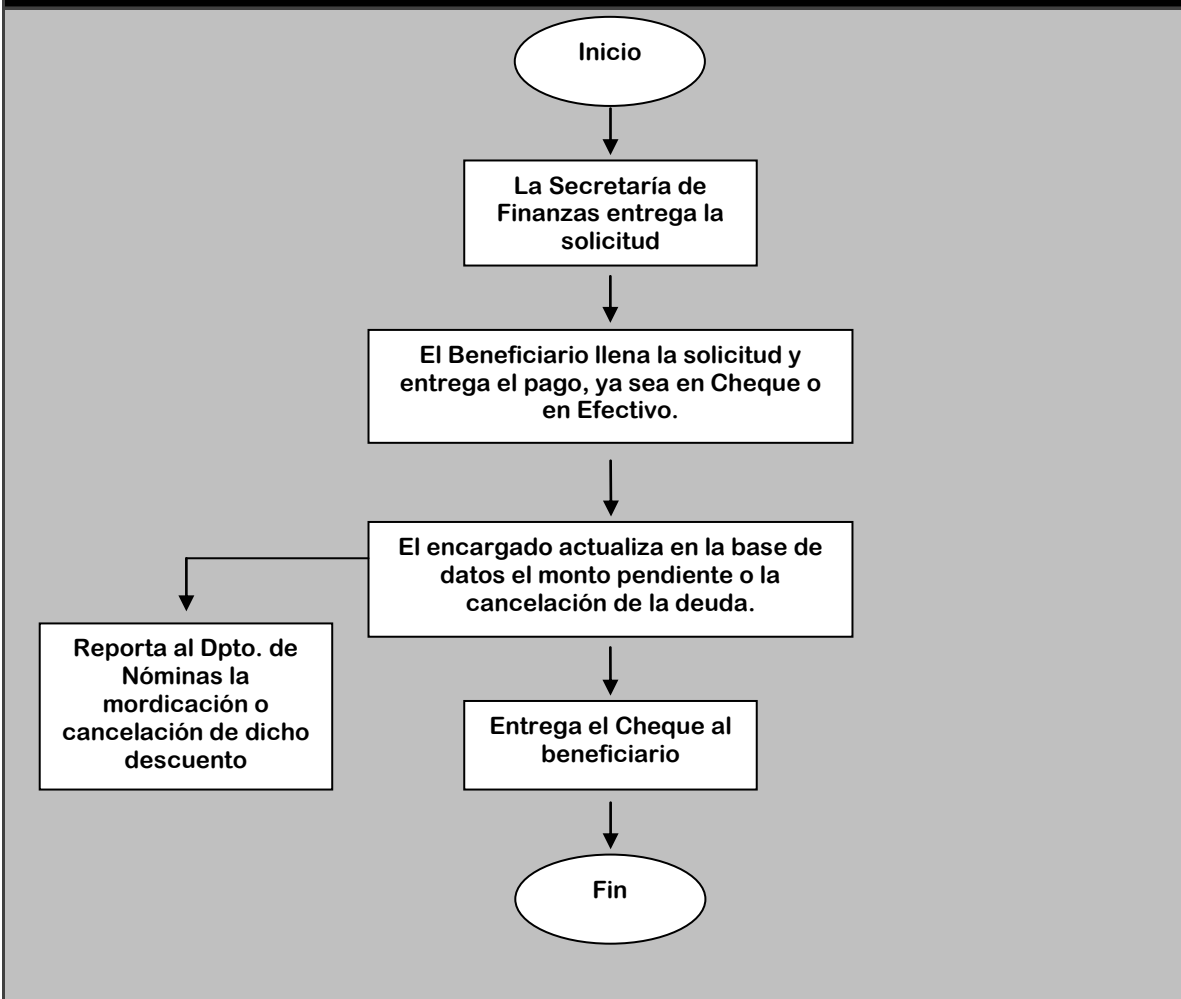 Inicio
La Secretaría de
Finanzas entrega la
solicitud
El Beneficiario llena la solicitud y
entrega el pago, ya sea en Cheque o
en Efectivo.
El encargado actualiza en la base de
datos el monto pendiente o la
cancelación de la deuda.
Reporta al Dpto. de
Nóminas la
mordicación o
cancelación de dicho
descuento
Entrega el Cheque al
beneficiario
Fin